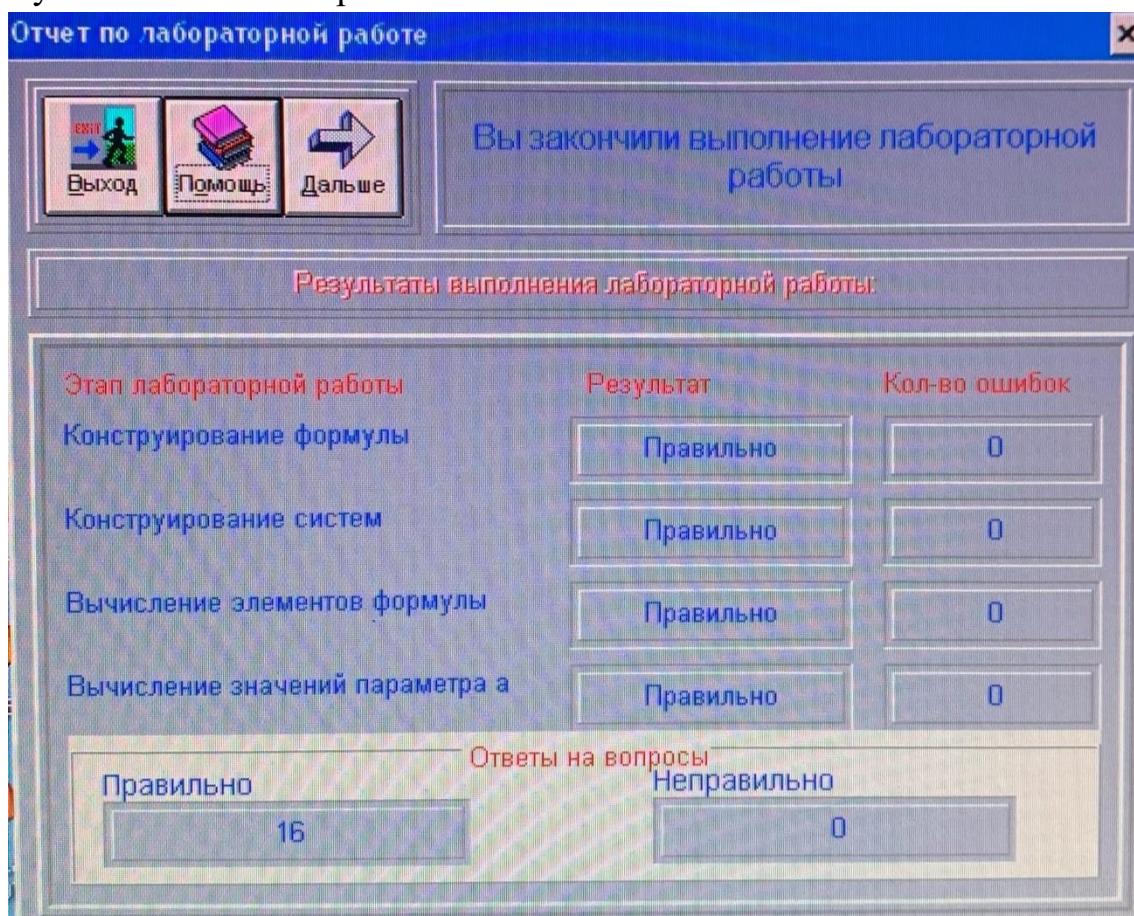 Отчет по лабораторной работе
EXIT
Выход
Помощь
Дальше
Вы закончили выполнение лабораторной
работы
Результаты выполнения лабораторной работы:
Этап лабораторной работы Результат Кол-во ошибок
Конструирование формулы Правильно 0
Конструирование систем Правильно 0
Вычисление элементов формулы Правильно 0
Вычисление значений параметра а Правильно 0
Ответы на вопросы
Правильно Неправильно
16 0